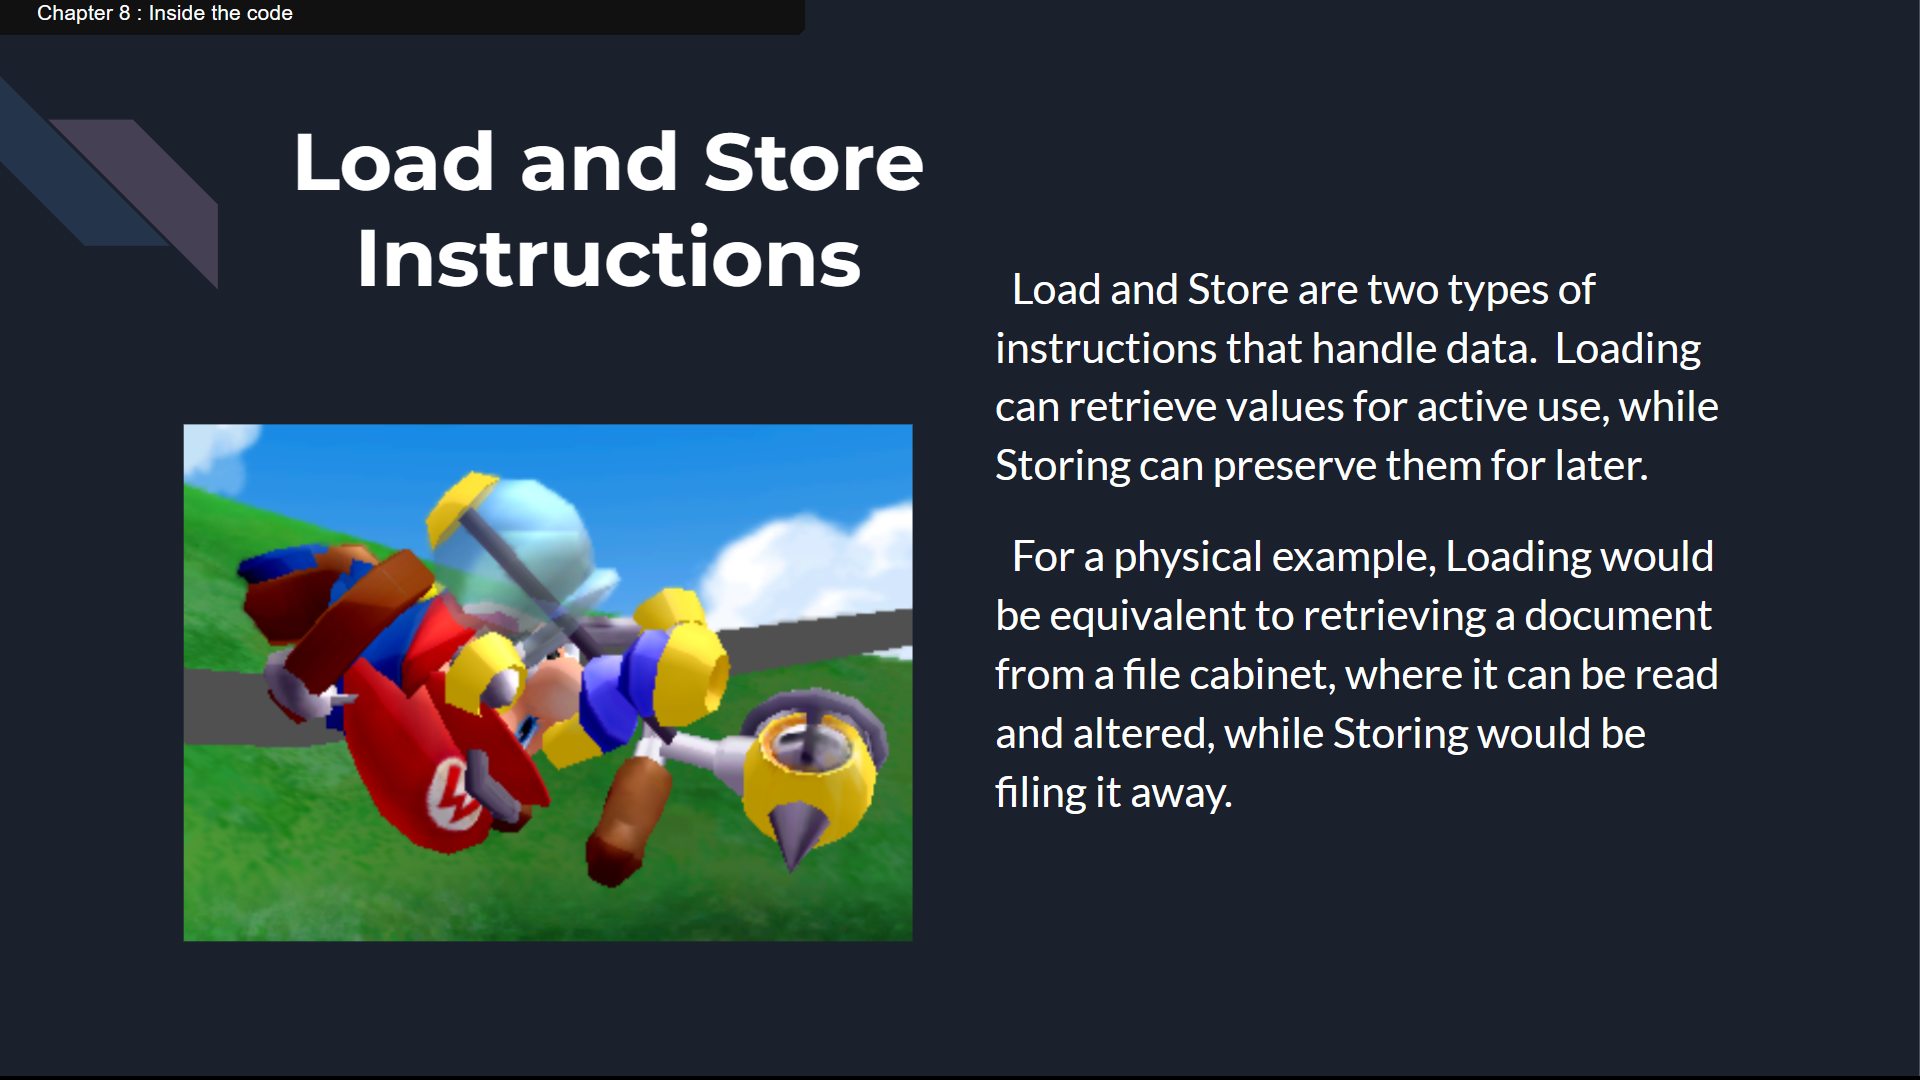 Chapter 8 : Inside the code
Load and Store
Instructions
Load and Store are two types of
instructions that handle data.  Loading
can retrieve values for active use, while
Storing can preserve them for later.
For a physical example, Loading would
be equivalent to retrieving a document
from a file cabinet, where it can be read
and altered, while Storing would be
filing it away.
M